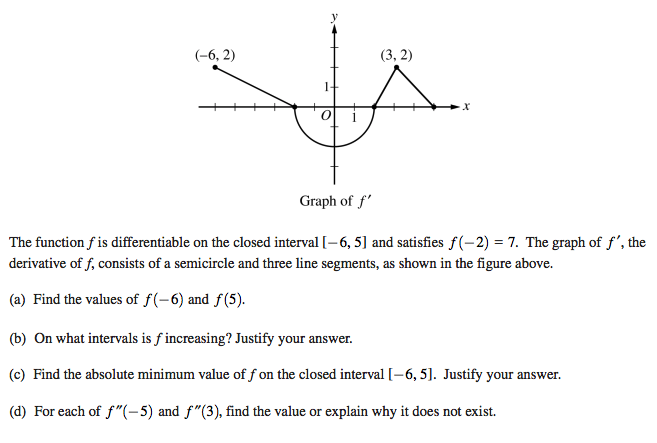 y
(−6, 2)
(3, 2)
1
x
O
1
Graph of f′
The function f is differentiable on the closed interval [−6, 5] and satisfies f(−2) = 7. The graph of f′, the
derivative of f, consists of a semicircle and three line segments, as shown in the figure above.
(a) Find the values of f(−6) and f(5).
(b) On what intervals is f increasing? Justify your answer.
(c) Find the absolute minimum value of f on the closed interval [−6, 5]. Justify your answer.
(d) For each of f″(−5) and f″(3), find the value or explain why it does not exist.